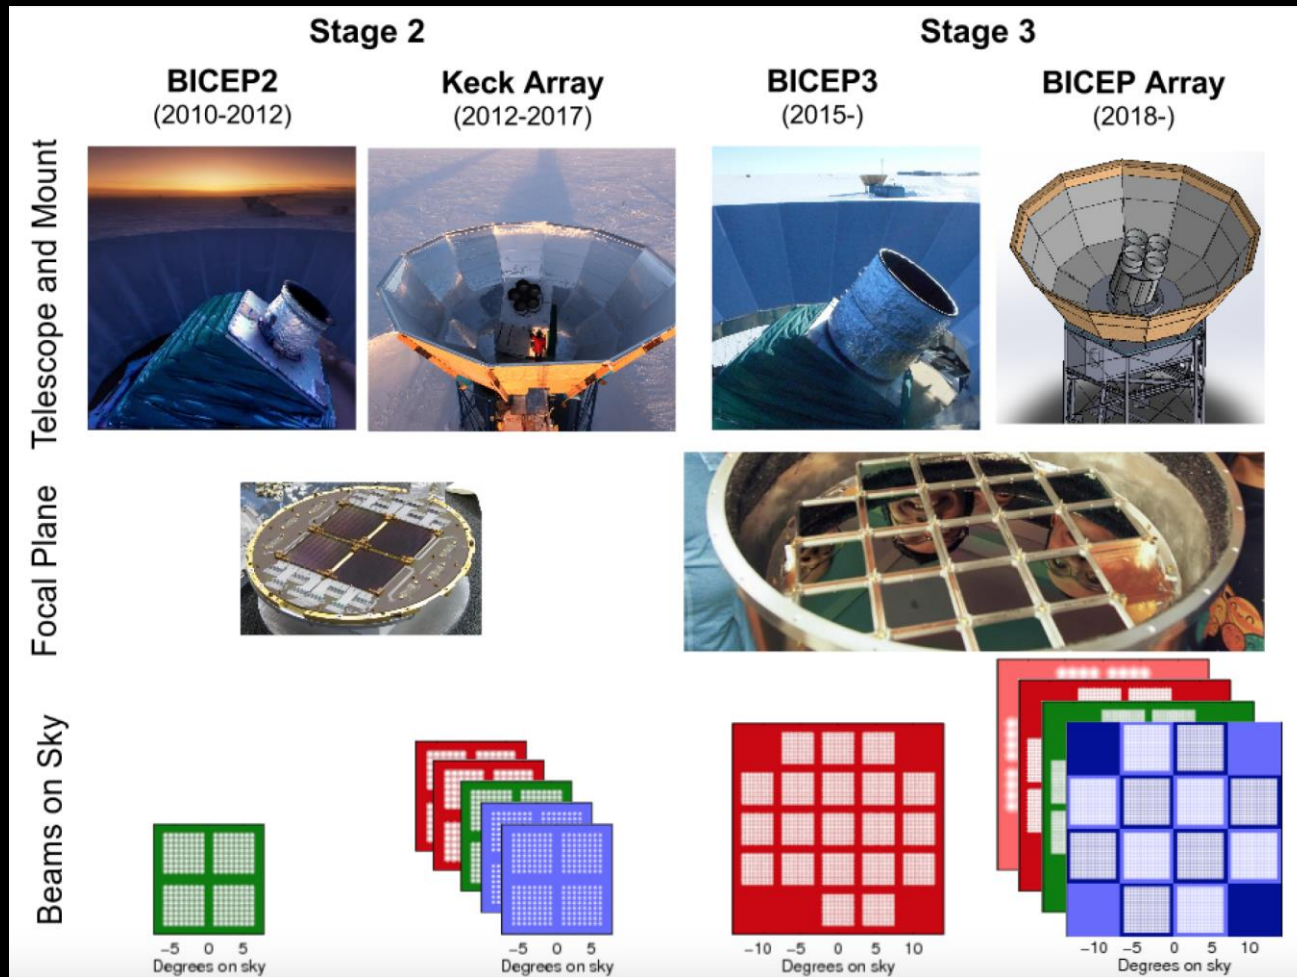 Stage 2
Stage 3
BICEP2
(2010-2012)
Keck Array
(2012-2017)
BICEP3
(2015-)
BICEP Array
(2018-)
Telescope and Mount
Focal Plane
Beams on Sky
−5 0 5
Degrees on sky
−5 0 5
Degrees on sky
−10 −5 0 5 10
Degrees on sky
−10 −5 0 5 10
Degrees on sky